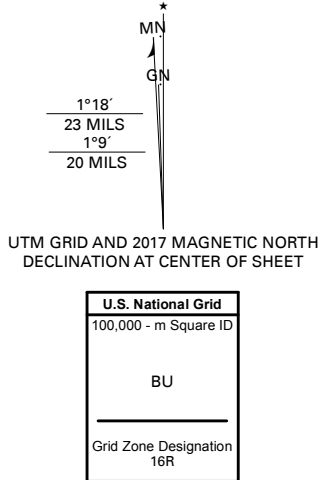 MN
GN
1°18´
23 MILS
1°9´
20 MILS
UTM GRID AND 2017 MAGNETIC NORTH
DECLINATION AT CENTER OF SHEET
U.S. National Grid
100,000 - m Square ID
BU
Grid Zone Designation
16R